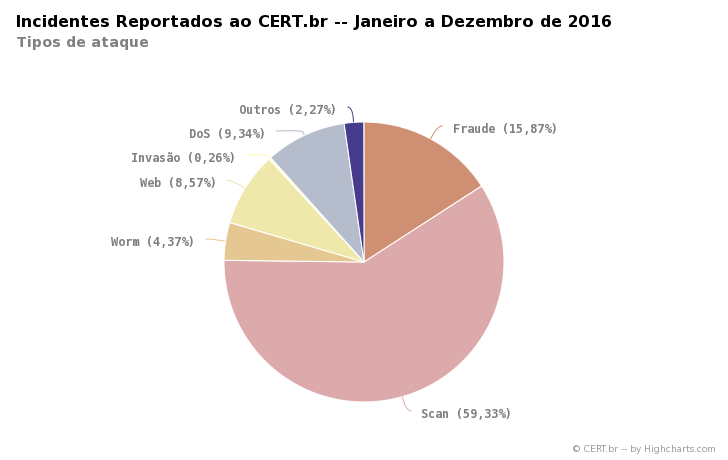 Incidentes Reportados ao CERT.br -- Janeiro a Dezembro de 2016
Tipos de ataque
Outros (2,27%)
Fraude (15,87%)
DoS (9,34%)
Invasão (0,26%)
Web (8,57%)
Worm (4,37%)
Scan (59,33%)
© CERT.br -- by Highcharts.com